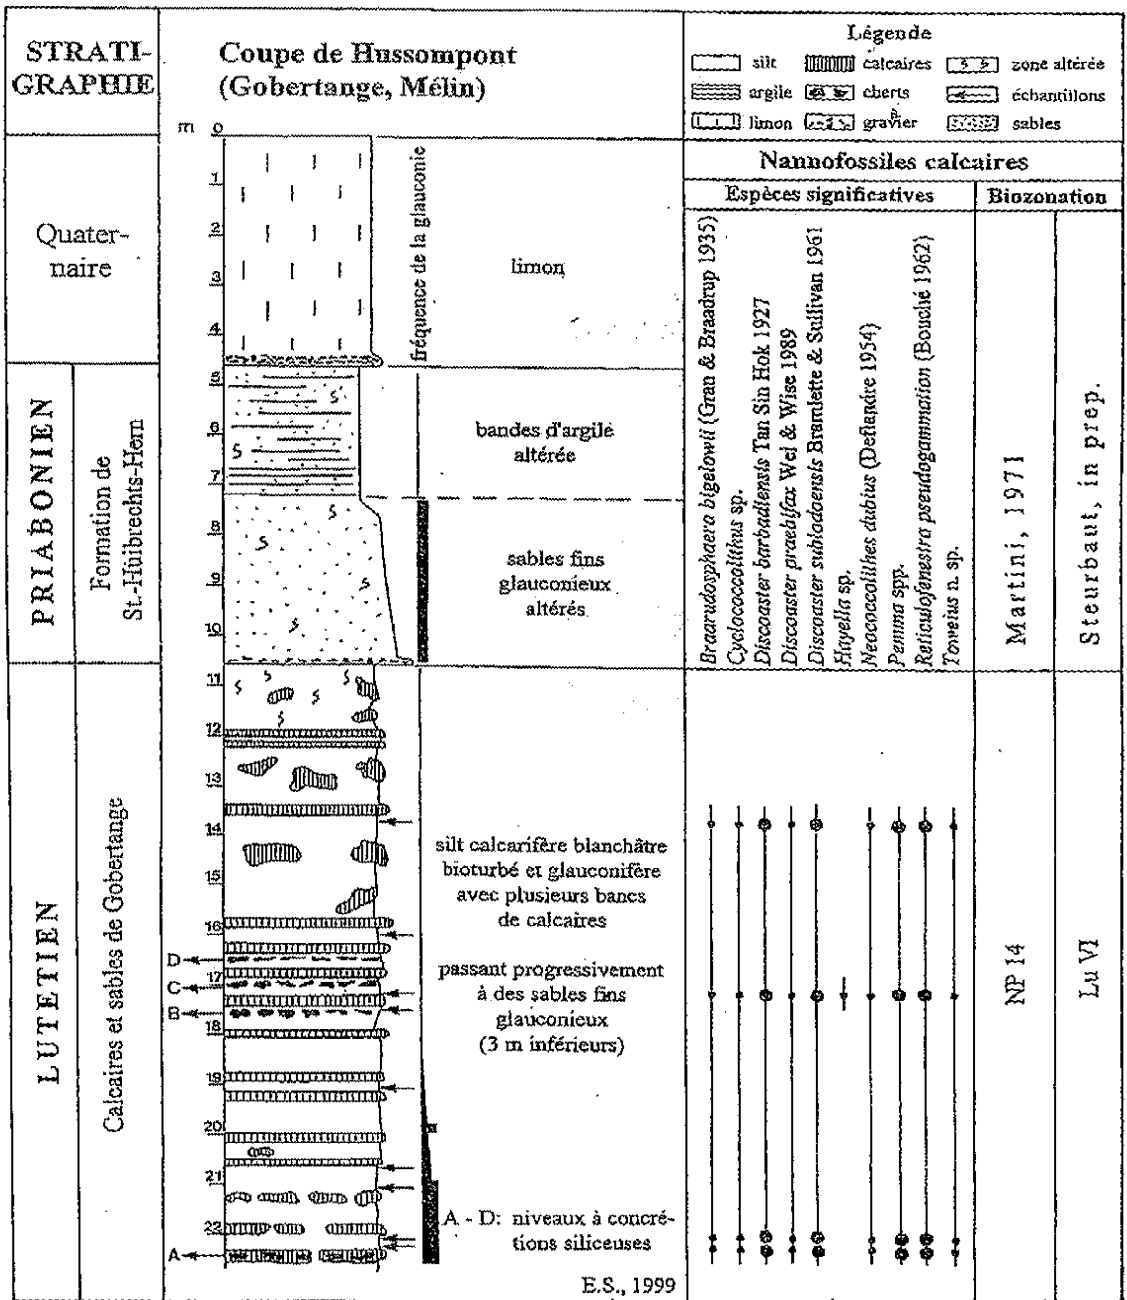 STRATI-
GRAPHIE
Coupe de Hussompont
(Gobertange, Mélin)
Légende
silt
calcaires
zone altérée
argile
cherts
échantillons
limon
gravier
sables
m
0
Nannofossiles calcaires
Espèces significatives
Biozonation
1
2
3
4
5
6
7
8
9
10
11
12
13
14
15
16
17
18
19
20
21
22
Quater-
naire
PRIABONIEN
Formation de
St.-Huibrechts-Hern
LUTETIEN
Calcaires et sables de Gobertange
fréquence de la glauconie
limon
bandes d'argile
altérée
sables fins
glauconieux
altérés
silt calcarifère blanchâtre
bioturbé et glauconifère
avec plusieurs bancs
de calcaires
passant progressivement
à des sables fins
glauconieux
(3 m inférieurs)
A - D: niveaux à concré-
tions siliceuses
D
C
B
A
Braarudosphaera bigelowii (Gran & Braadrup 1935)
Cyclococcolithus sp.
Discoaster barbadiensis Tan Sin Hok 1927
Discoaster praebifax Wei & Wise 1989
Discoaster sublodoensis Bramlette & Sullivan 1961
Hayella sp.
Neococcolithes dubius (Deflandre 1954)
Pemma spp.
Reticulofenestra pseudogammation (Bouché 1962)
Toweius n. sp.
Martini, 1971
Steurbaut, in prep.
NP 14
Lu VI
E.S., 1999